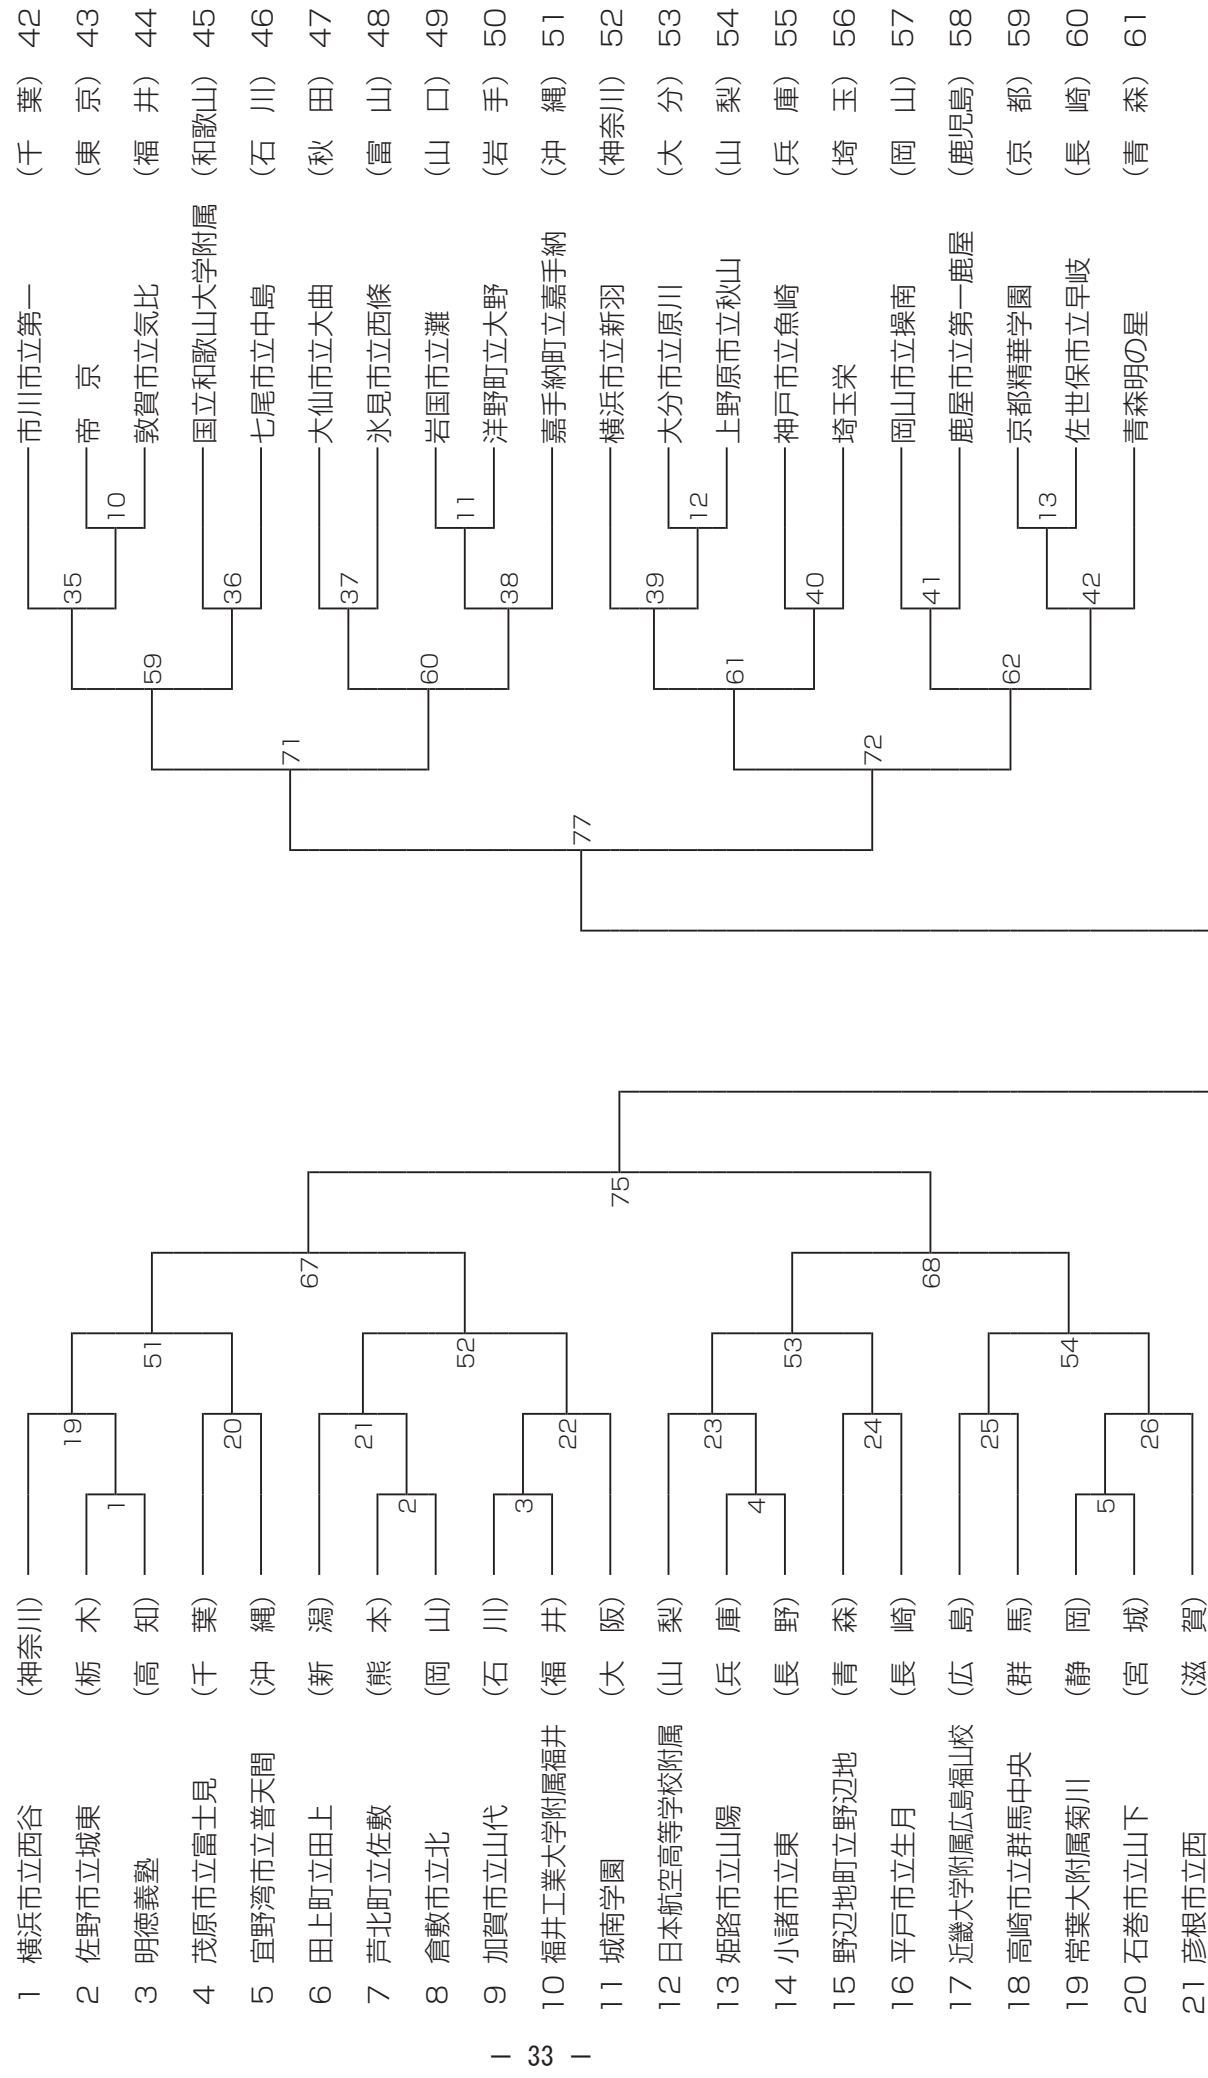 1 横浜市立西谷 (神奈川)
2 佐野市立城東 (栃 木)
3 明徳義塾 (高 知)
4 茂原市立富士見 (千 葉)
5 宜野湾市立普天間 (沖 縄)
6 田上町立田上 (新 潟)
7 芦北町立佐敷 (熊 本)
8 倉敷市立北 (岡 山)
9 加賀市立山代 (石 川)
10 福井工業大学附属福井 (福 井)
11 城南学園 (大 阪)
12 日本航空高等学校附属 (山 梨)
13 姫路市立山陽 (兵 庫)
14 小諸市立東 (長 野)
15 野辺地町立野辺地 (青 森)
16 平戸市立生月 (長 崎)
17 近畿大学附属広島福山校 (広 島)
18 高崎市立群馬中央 (群 馬)
19 常葉大附属菊川 (静 岡)
20 石巻市立山下 (宮 城)
21 彦根市立西 (滋 賀)
1
2
3
4
5
19
20
21
22
23
24
25
26
51
52
53
54
67
68
75
77
71
72
59
60
61
62
35
36
37
38
39
40
41
42
10
11
12
13
市川市立第一 (千 葉) 42
帝 京 (東 京) 43
敦賀市立気比 (福 井) 44
国立和歌山大学附属 (和歌山) 45
七尾市立中島 (石 川) 46
大仙市立大曲 (秋 田) 47
氷見市立西條 (富 山) 48
岩国市立灘 (山 口) 49
洋野町立大野 (岩 手) 50
嘉手納町立嘉手納 (沖 縄) 51
横浜市立新羽 (神奈川) 52
大分市立原川 (大 分) 53
上野原市立秋山 (山 梨) 54
神戸市立魚崎 (兵 庫) 55
埼玉栄 (埼 玉) 56
岡山市立操南 (岡 山) 57
鹿屋市立第一鹿屋 (鹿児島) 58
京都精華学園 (京 都) 59
佐世保市立早岐 (長 崎) 60
青森明の星 (青 森) 61
— 33 —